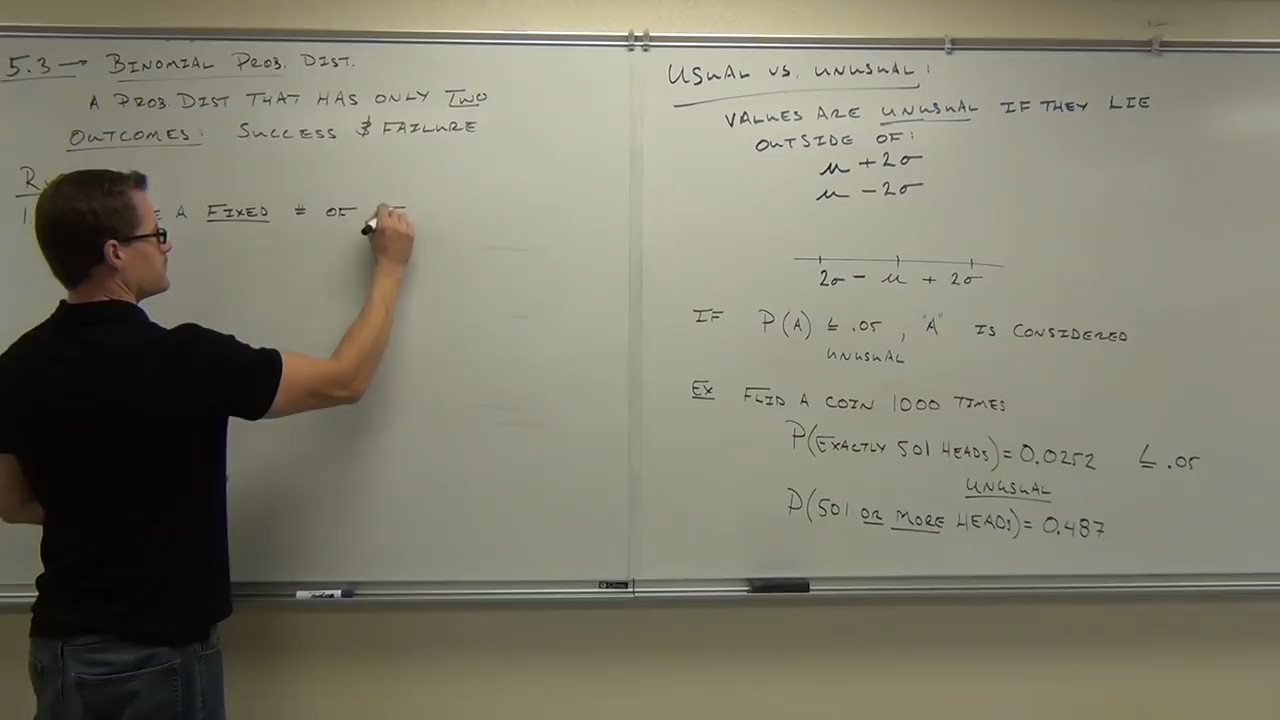 5.3 → BINOMIAL PROB. DIST.
A PROB. DIST THAT HAS ONLY TWO
OUTCOMES: SUCCESS & FAILURE
1
A FIXED # OF
USUAL VS. UNUSUAL:
VALUES ARE UNUSUAL IF THEY LIE
OUTSIDE OF:
μ + 2σ
μ - 2σ
2σ - μ + 2σ
IF P(A) ≤ .05, "A" IS CONSIDERED
UNUSUAL
EX FLIP A COIN 1000 TIMES
P(EXACTLY 501 HEADS) = 0.0252 ≤ .05
UNUSUAL
P(501 OR MORE HEADS) = 0.487